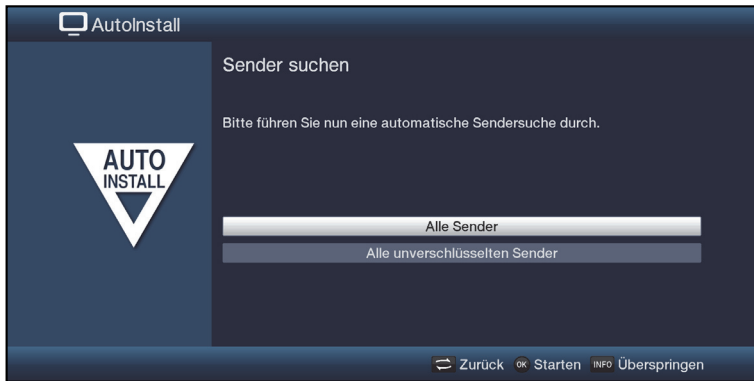 AutoInstall
Sender suchen
Bitte führen Sie nun eine automatische Sendersuche durch.
AUTO
INSTALL
Alle Sender
Alle unverschlüsselten Sender
Zurück OK Starten INFO Überspringen